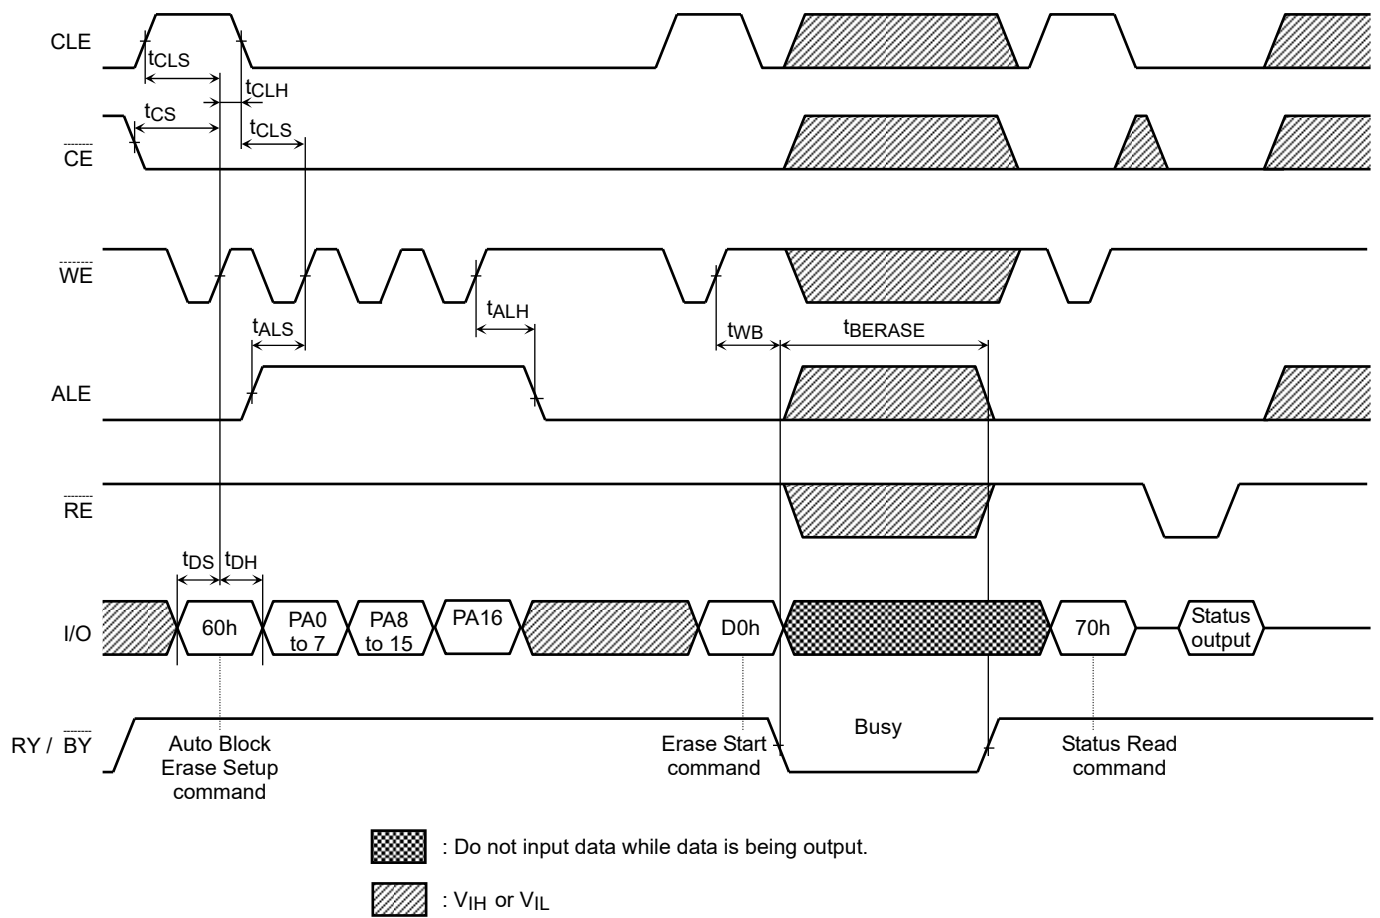 CLE
tCLS
tCLH
tCS
tCLS
CE
WE
tALH
tALS
tWB
tBERASE
ALE
RE
tDS
tDH
I/O
60h
PA0
to 7
PA8
to 15
PA16
D0h
70h
Status
output
RY / BY
Busy
Auto Block
Erase Setup
command
Erase Start
command
Status Read
command
: Do not input data while data is being output.
: VIH or VIL